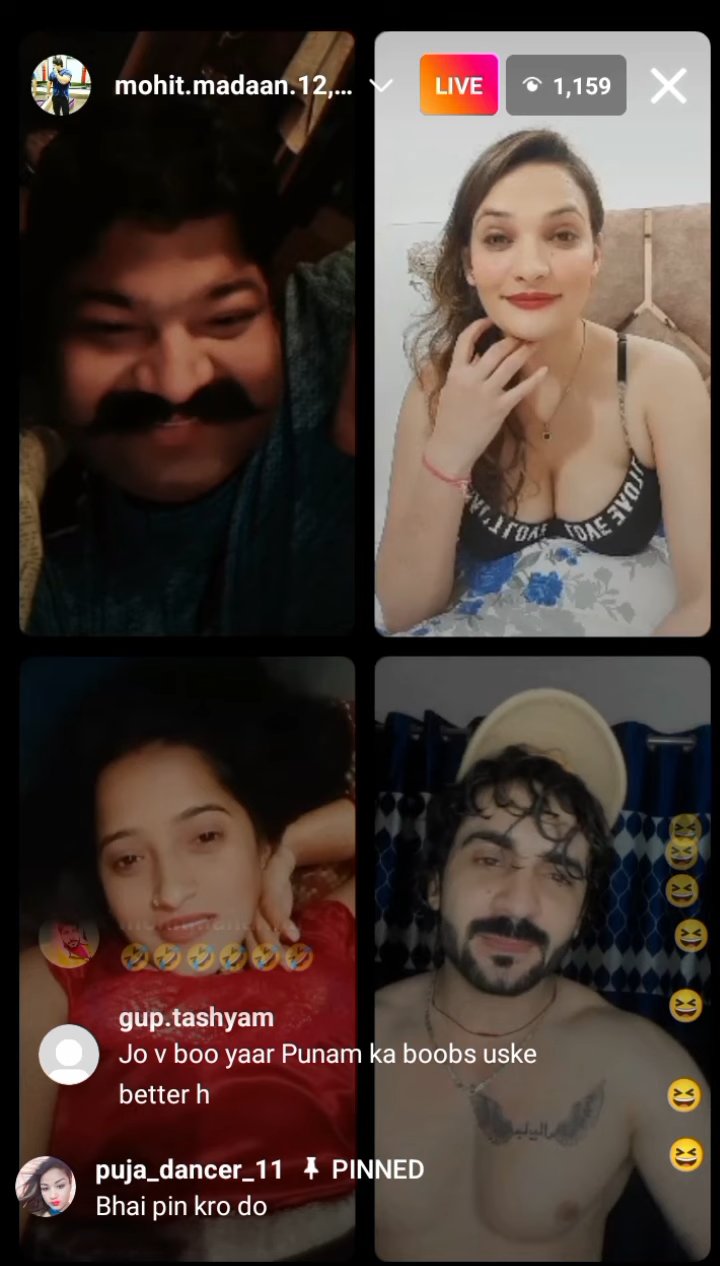 mohit.madaan.12,...
LIVE
1,159
gup.tashyam
Jo v boo yaar Punam ka boobs uske
better h
puja_dancer_11 PINNED
Bhai pin kro do